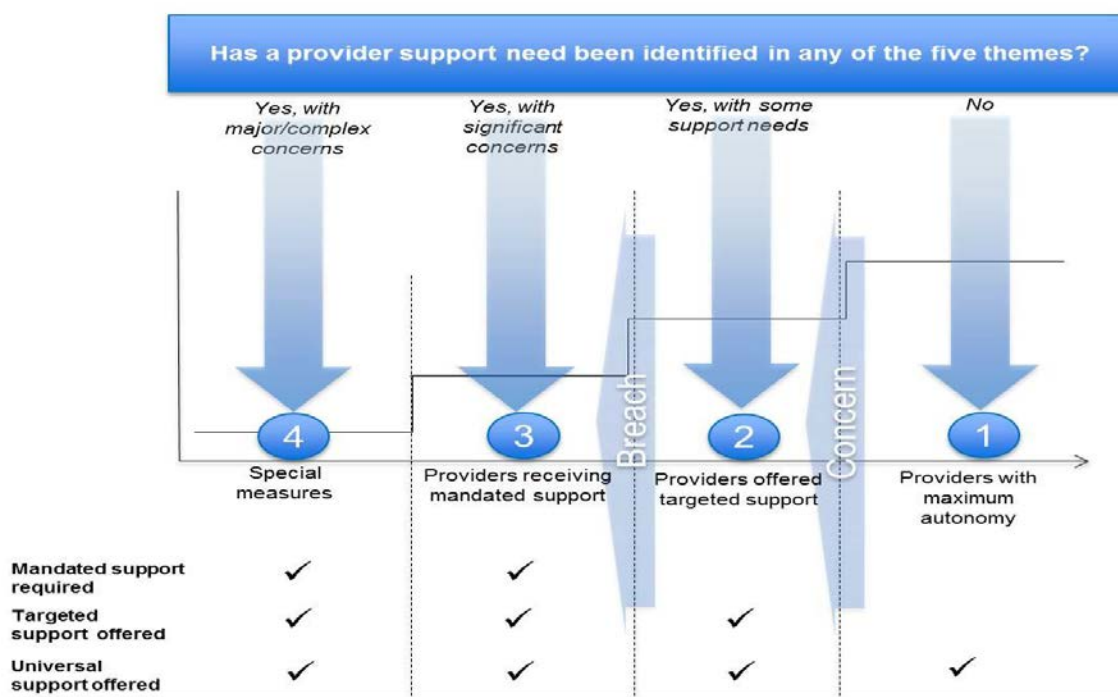 Has a provider support need been identified in any of the five themes?
Yes, with
major/complex
concerns
Yes, with
significant
concerns
Yes, with some
support needs
No
Breach
Concern
4
3
2
1
Special
measures
Providers receiving
mandated support
Providers offered
targeted support
Providers with
maximum
autonomy
Mandated support
required
Targeted
support offered
Universal
support offered